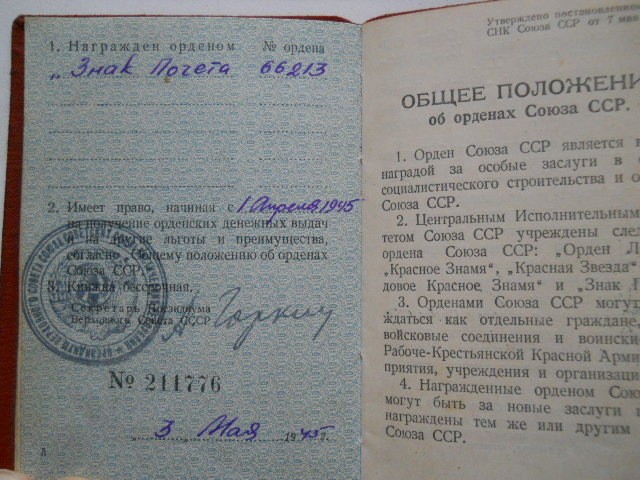 1. Награжден орденом № ордена
„Знак Почета 66213
2. Имеет право, начиная с 1 Апреля 1945
на получение орденских денежных выдач
на другие льготы и преимущества,
согласно „Общему положению об орденах
Союза ССР".
3. Книжка бессрочная.
Секретарь Президиума
Верховного Совета СССР
А Горкин
№ 211776
„ 3 " Мая 1945 г.
Утверждено постановлением
СНК Союза ССР от 7 мая
ОБЩЕЕ ПОЛОЖЕНИ
об орденах Союза ССР.
1. Орден Союза ССР является
наградой за особые заслуги в
социалистического строительства и о
Союза ССР.
2. Центральным Исполнительным
тетом Союза ССР учреждены сле
ордена Союза ССР: „Орден Л
„Красное Знамя", „Красная Звезда"
довое Красное Знамя" и „Знак П
3. Орденами Союза ССР могу
ждаться как отдельные граждане,
войсковые соединения и воински
Рабоче-Крестьянской Красной Арми
приятия, учреждения и организац
4. Награжденные орденом Сою
могут быть за новые заслуги
награждены тем же или другим
Союза ССР.